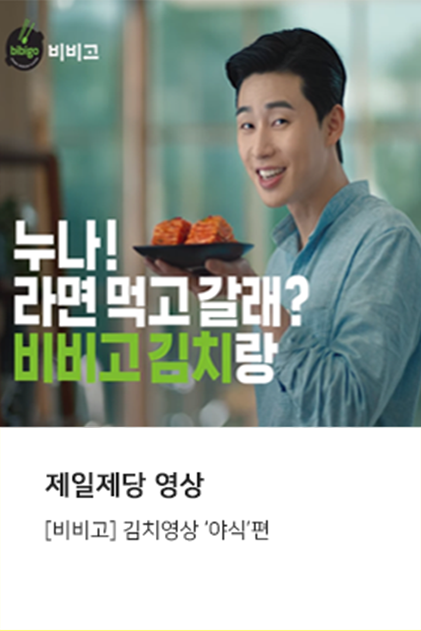 bibigo 비비고
누나!
라면 먹고 갈래?
비비고 김치랑
제일제당 영상
[비비고] 김치영상 '야식'편